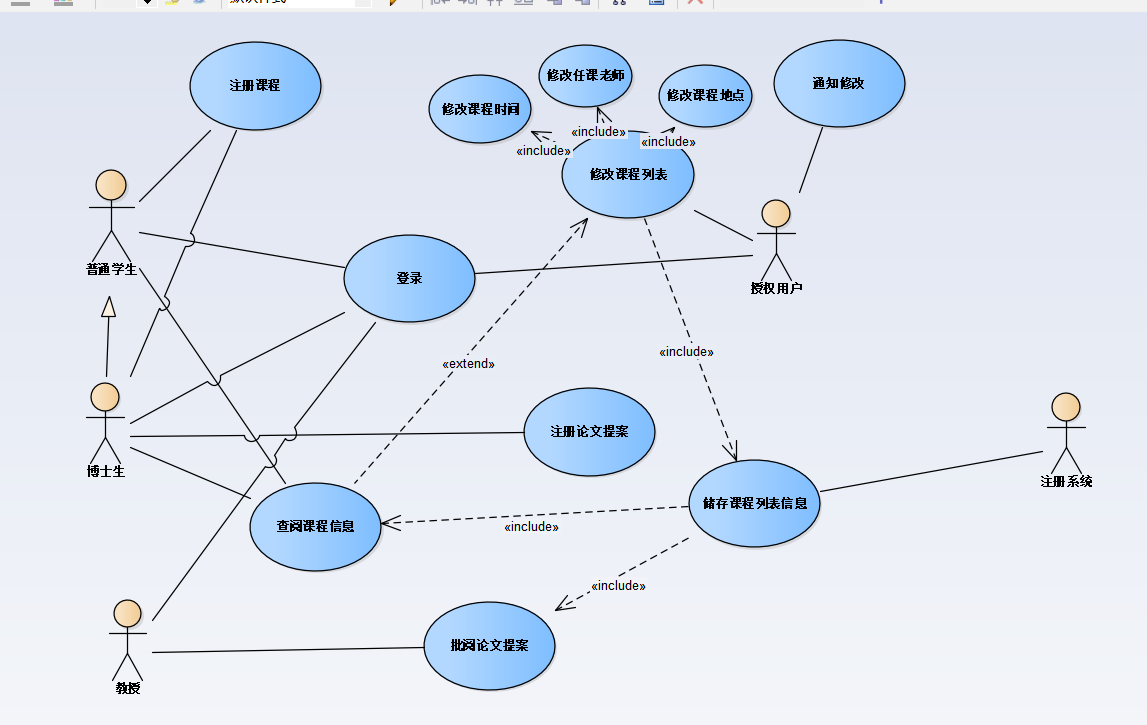 注册课程
修改任课老师
通知修改
修改课程时间
修改课程地点
«include»
«include»
«include»
修改课程列表
普通学生
登录
授权用户
«include»
«extend»
注册论文提案
博士生
注册系统
储存课程列表信息
查阅课程信息
«include»
«include»
批阅论文提案
教授